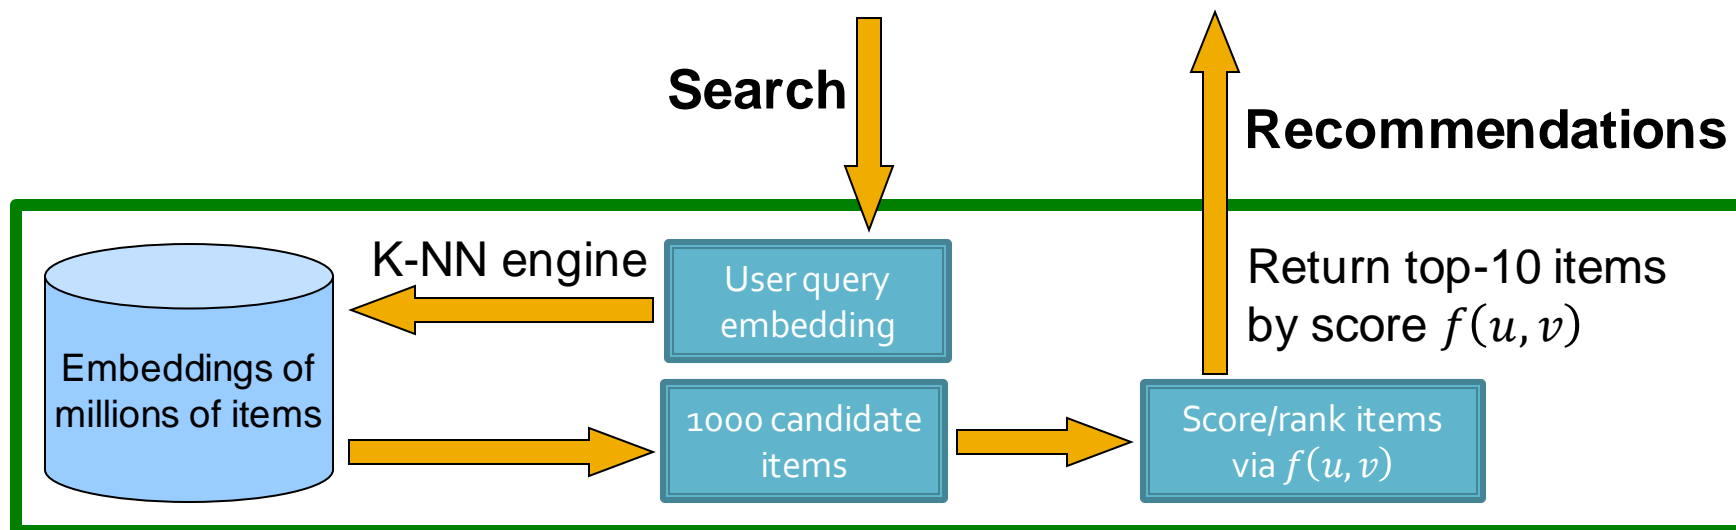 Search
Recommendations
K-NN engine
User query
embedding
Return top-10 items
by score f(u, v)
Embeddings of
millions of items
1000 candidate
items
Score/rank items
via f(u, v)